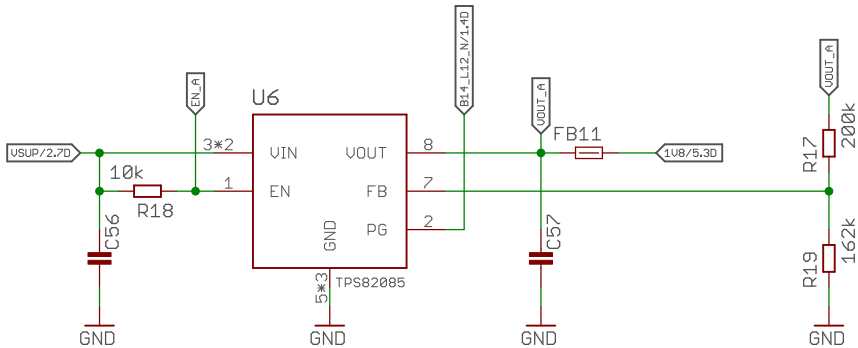 B14_L12_N/1.4D
VOUT_A
EN_A
VOUT_A
U6
FB11
200k
R17
3*2
8
VSUP/2.7D
VIN
VOUT
1V8/5.3D
10k
1
EN
FB
7
R18
2
PG
GND
C56
C57
162k
R19
5*3
TPS82085
GND
GND
GND
GND